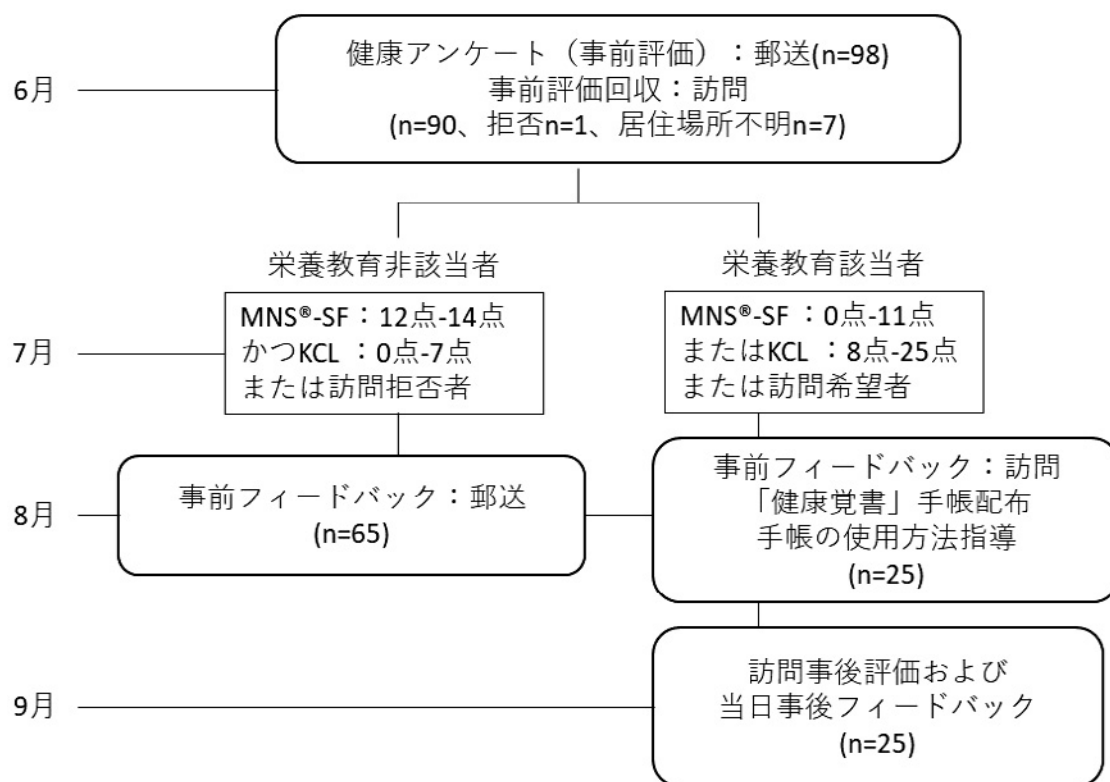 6月
健康アンケート（事前評価）：郵送(n=98)
事前評価回収：訪問
(n=90、拒否n=1、居住場所不明n=7)
栄養教育非該当者
栄養教育該当者
7月
MNS®-SF：12点-14点
かつKCL：0点-7点
または訪問拒否者
MNS®-SF：0点-11点
またはKCL：8点-25点
または訪問希望者
8月
事前フィードバック：郵送
(n=65)
事前フィードバック：訪問
「健康覚書」手帳配布
手帳の使用方法指導
(n=25)
9月
訪問事後評価および
当日事後フィードバック
(n=25)